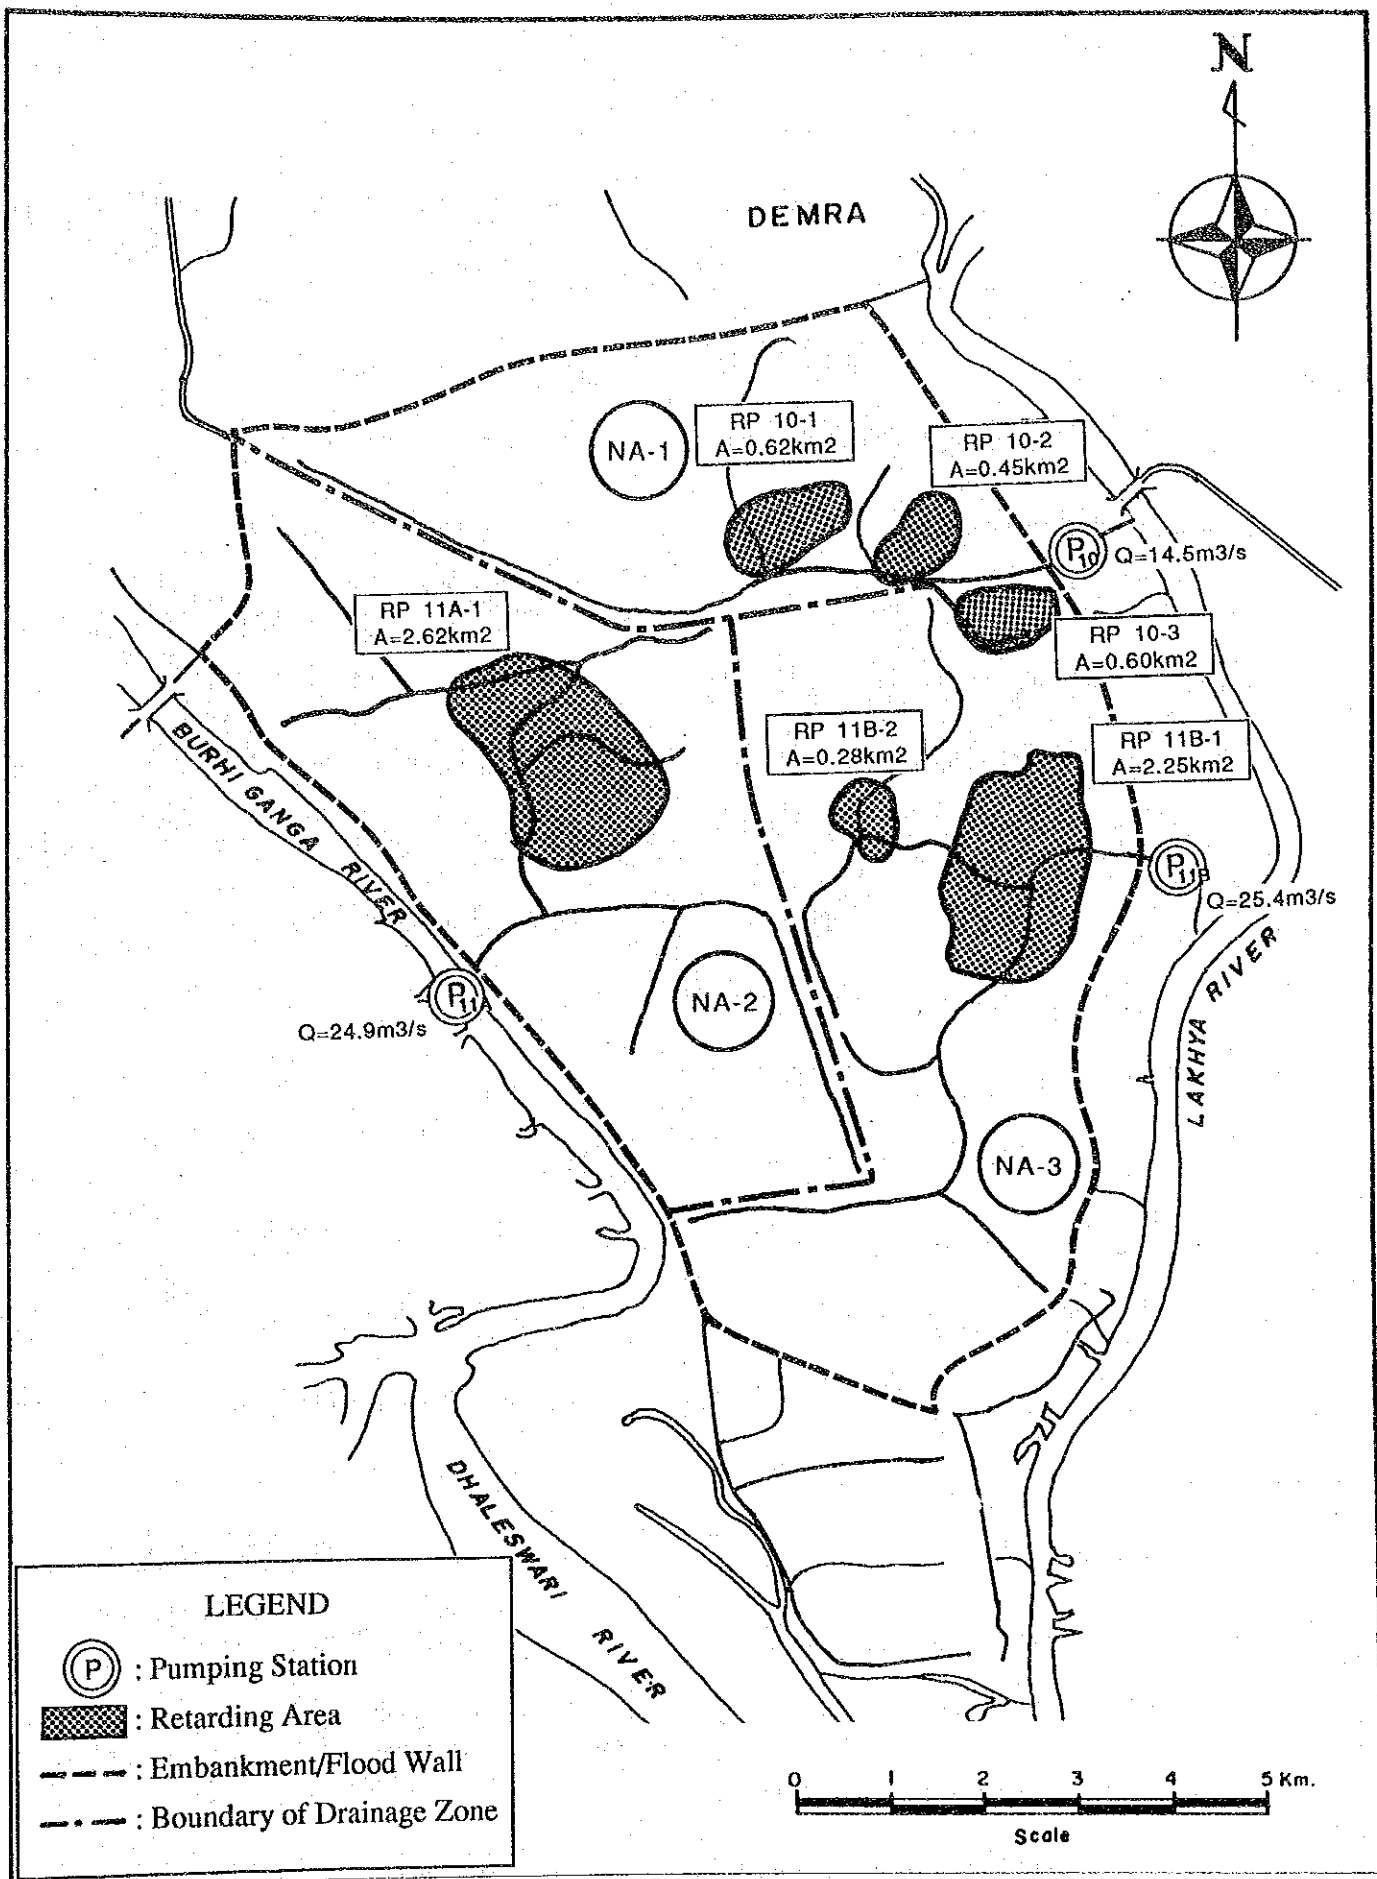 N
DEMRA
NA-1
RP 10-1
A=0.62km2
RP 10-2
A=0.45km2
P10
Q=14.5m3/s
RP 11A-1
A=2.62km2
RP 10-3
A=0.60km2
RP 11B-2
A=0.28km2
RP 11B-1
A=2.25km2
BURHI GANGA RIVER
P11B
Q=25.4m3/s
P11A
Q=24.9m3/s
NA-2
LAKHYA RIVER
NA-3
DHALESWARI RIVER
LEGEND
P : Pumping Station
: Retarding Area
: Embankment/Flood Wall
: Boundary of Drainage Zone
0 1 2 3 4 5 Km.
Scale